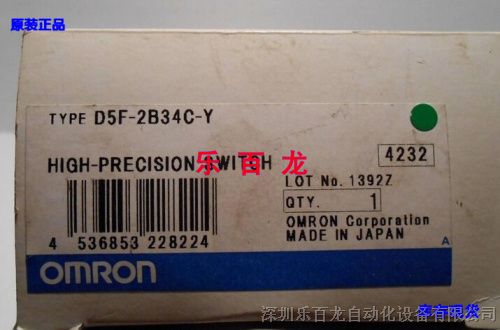 原装正品
TYPE D5F-2B34C-Y
HIGH-PRECISION SWITCH
乐百龙
4232
LOT No. 1392Z
QTY. 1
OMRON Corporation
MADE IN JAPAN
4 536853 228224
A
OMRON
深圳乐百龙自动化设备有限公司